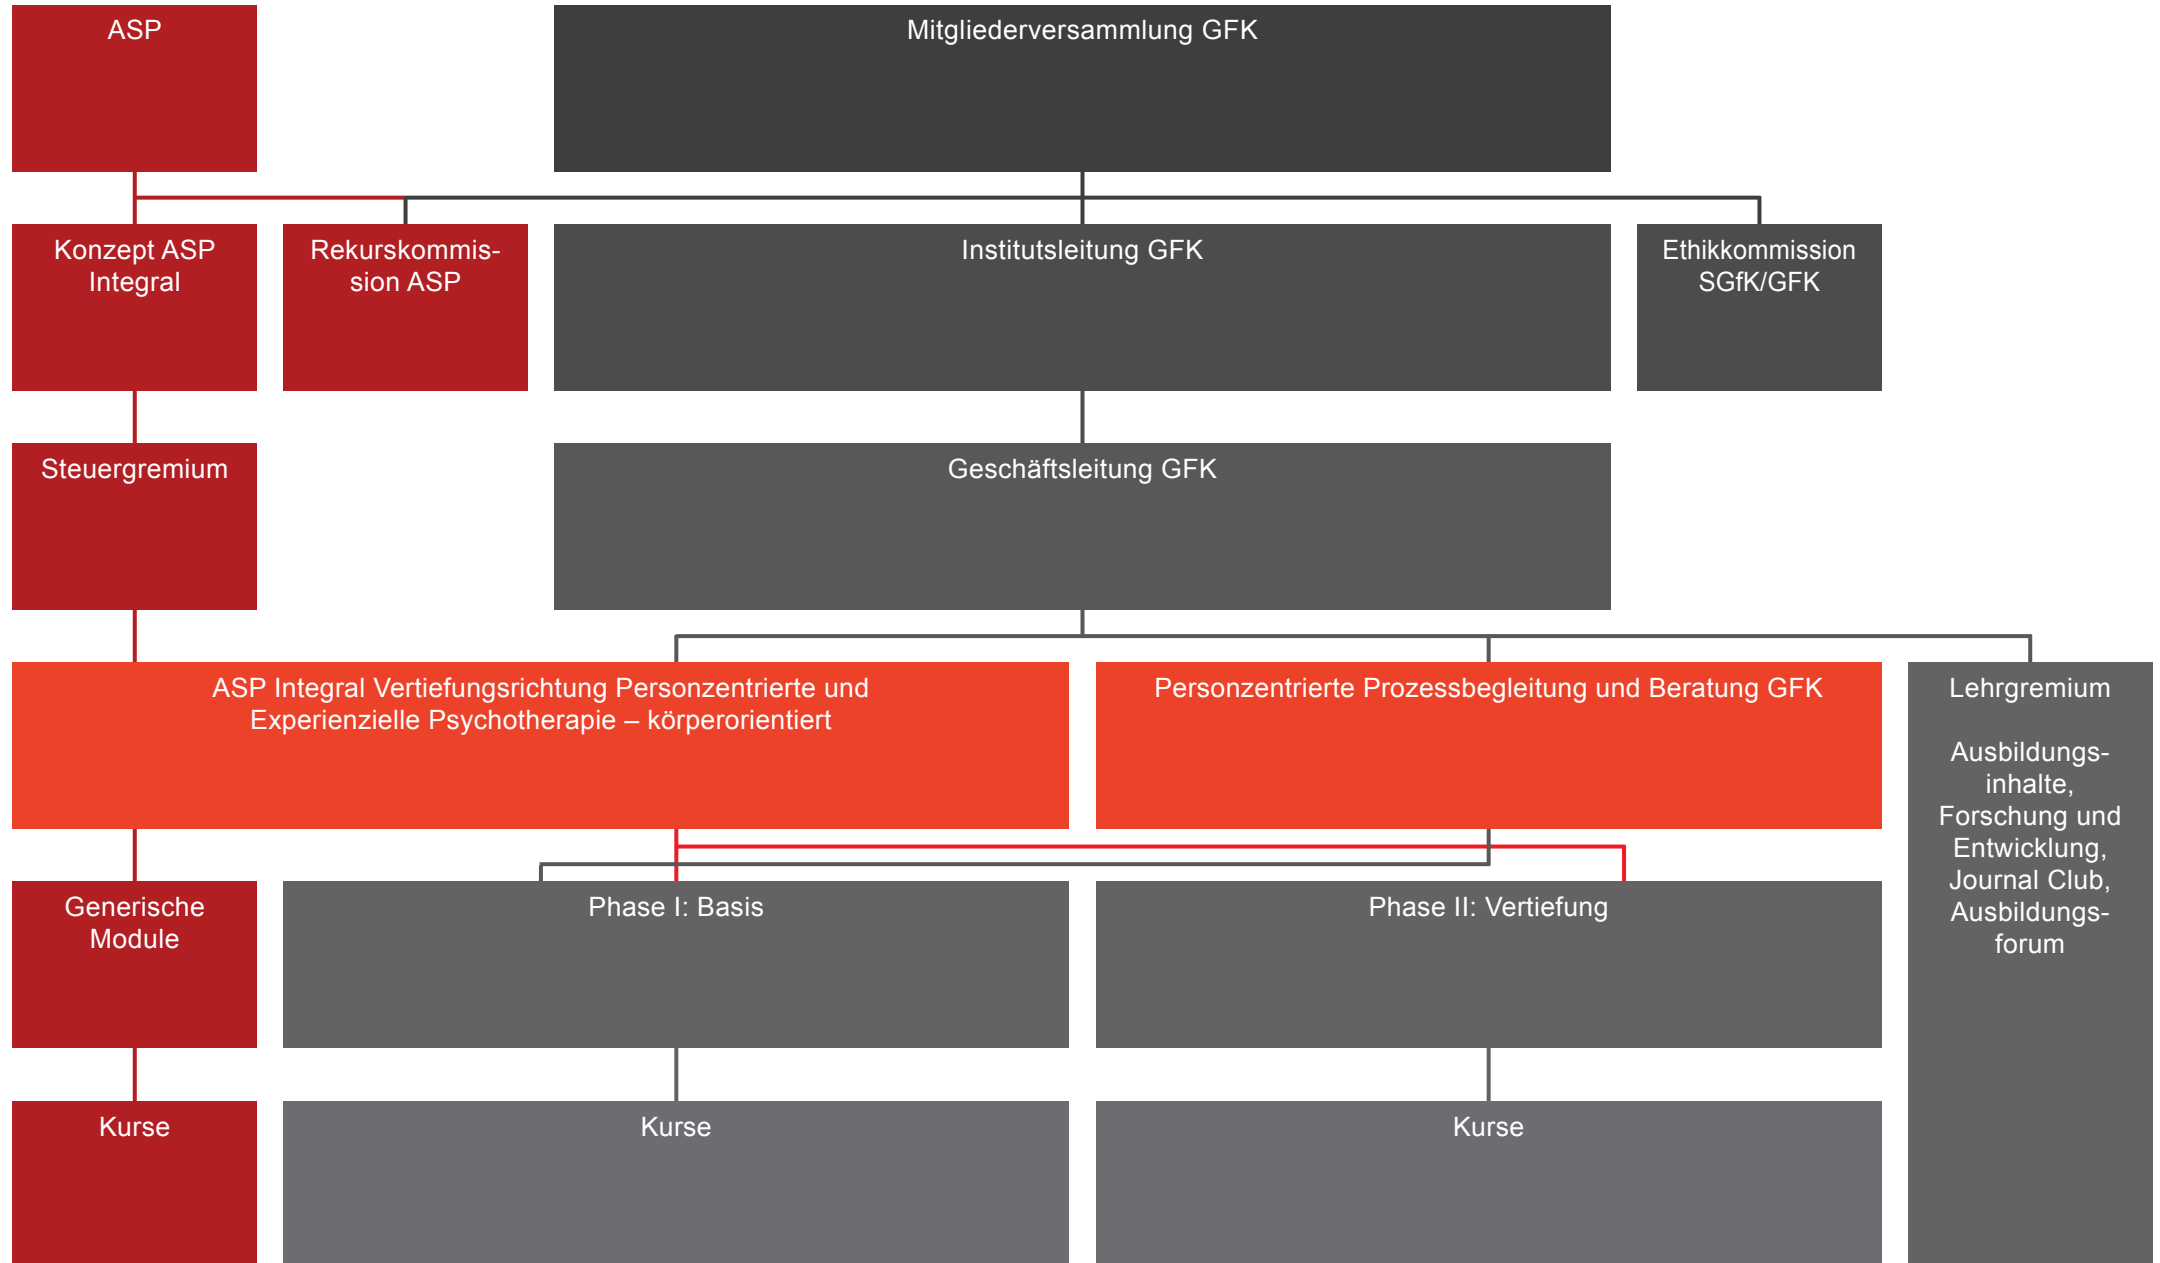 ASP
Mitgliederversammlung GFK
Konzept ASP
Integral
Rekurskommis-
sion ASP
Institutsleitung GFK
Ethikkommission
SGfK/GFK
Steuergremium
Geschäftsleitung GFK
ASP Integral Vertiefungsrichtung Personzentrierte und
Experienzielle Psychotherapie – körperorientiert
Personzentrierte Prozessbegleitung und Beratung GFK
Lehrgremium
Ausbildungs-
inhalte,
Forschung und
Entwicklung,
Journal Club,
Ausbildungs-
forum
Generische
Module
Phase I: Basis
Phase II: Vertiefung
Kurse
Kurse
Kurse